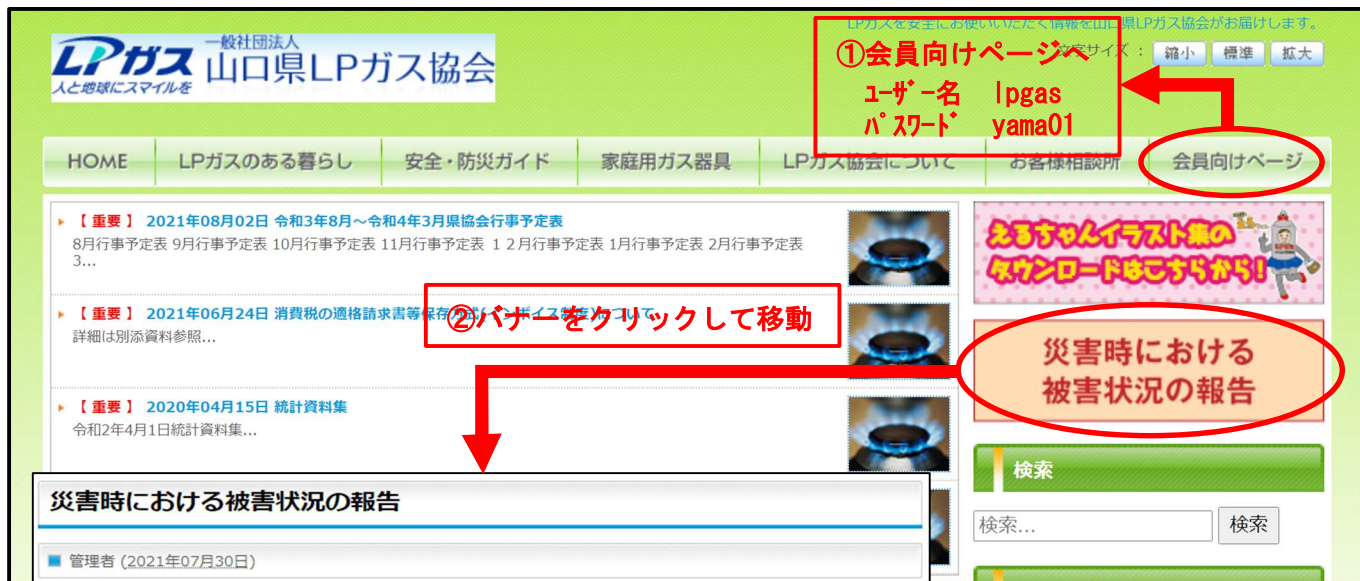 LPガスを安全にお使いいただく情報を山口県LPガス協会がお届けします。
LPガス
人と地球にスマイルを
一般社団法人
山口県LPガス協会
文字サイズ : 縮小 標準 拡大
①会員向けページへ
ﾕｰｻﾞｰ名 lpgas
ﾊﾟｽﾜｰﾄﾞ yama01
HOME LPガスのある暮らし 安全・防災ガイド 家庭用ガス器具 LPガス協会について お客様相談所 会員向けページ
【 重要 】 2021年08月02日 令和3年8月～令和4年3月県協会行事予定表
8月行事予定表 9月行事予定表 10月行事予定表 11月行事予定表 １２月行事予定表 1月行事予定表 2月行事予定表
3...
えるちゃんイラスト集の
ダウンロードはこちらから!
【 重要 】 2021年06月24日 消費税の適格請求書等保存方式(インボイス制度)について
詳細は別添資料参照...
②バナーをクリックして移動
災害時における
被害状況の報告
【 重要 】 2020年04月15日 統計資料集
令和2年4月1日統計資料集...
検索
検索... 検索
災害時における被害状況の報告
管理者 (2021年07月30日)